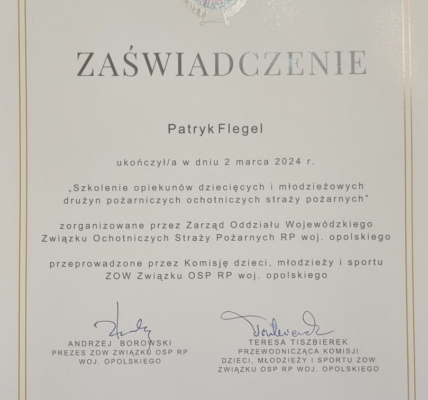 ZAŚWIADCZENIE
Patryk Flegel
ukończył/a w dniu 2 marca 2024 r.
„Szkolenie opiekunów dziecięcych i młodzieżowych
drużyn pożarniczych ochotniczych straży pożarnych”
zorganizowane przez Zarząd Oddziału Wojewódzkiego
Związku Ochotniczych Straży Pożarnych RP woj. opolskiego
przeprowadzone przez Komisję dzieci, młodzieży i sportu
ZOW Związku OSP RP woj. opolskiego
ANDRZEJ BOROWSKI
PREZES ZOW ZWIĄZKU OSP RP
WOJ. OPOLSKIEGO
TERESA TISZBIEREK
PRZEWODNICZĄCA KOMISJI
DZIECI, MŁODZIEŻY I SPORTU ZOW
ZWIĄZKU OSP RP WOJ. OPOLSKIEGO